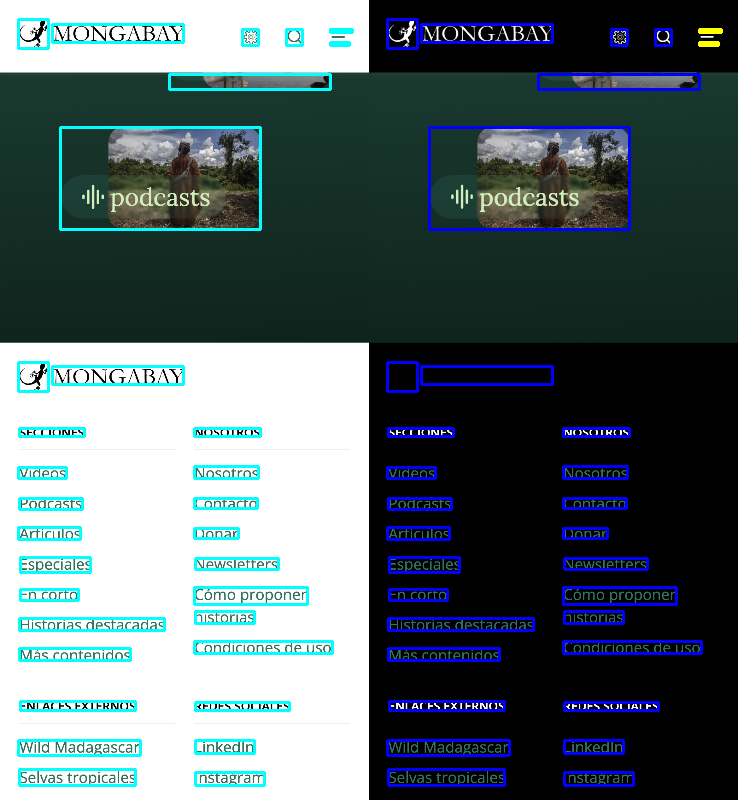 MONGABAY MONGABAY
podcasts podcasts
MONGABAY
SECCIONES NOSOTROS SECCIONES NOSOTROS
Videos Nosotros Videos Nosotros
Podcasts Contacto Podcasts Contacto
Artículos Donar Artículos Donar
Especiales Newsletters Especiales Newsletters
En corto Cómo proponer En corto Cómo proponer
historias historias
Historias destacadas Historias destacadas
Condiciones de uso Condiciones de uso
Más contenidos Más contenidos
ENLACES EXTERNOS REDES SOCIALES ENLACES EXTERNOS REDES SOCIALES
Wild Madagascar LinkedIn Wild Madagascar LinkedIn
Selvas tropicales Instagram Selvas tropicales Instagram